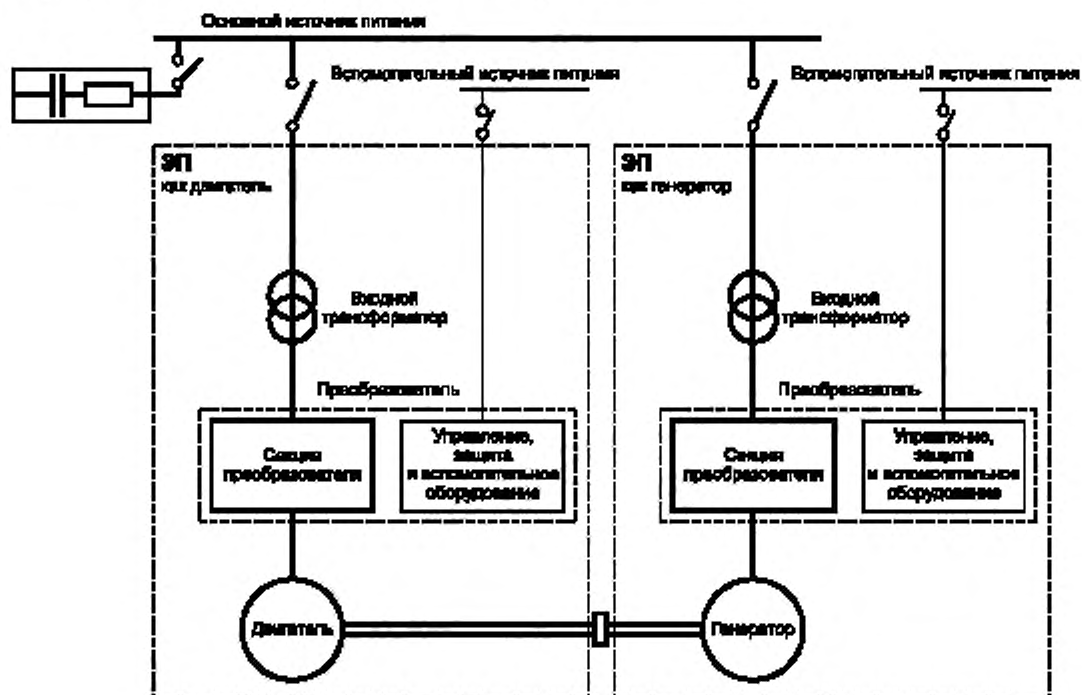 Основной источник питания
Вспомогательный источник питания
Вспомогательный источник питания
ЭП
как двигатель
ЭП
как генератор
Входной
трансформатор
Входной
трансформатор
Преобразователь
Преобразователь
Секция
преобразователя
Управление,
защита
и вспомогательное
оборудование
Секция
преобразователя
Управление,
защита
и вспомогательное
оборудование
Двигатель
Генератор